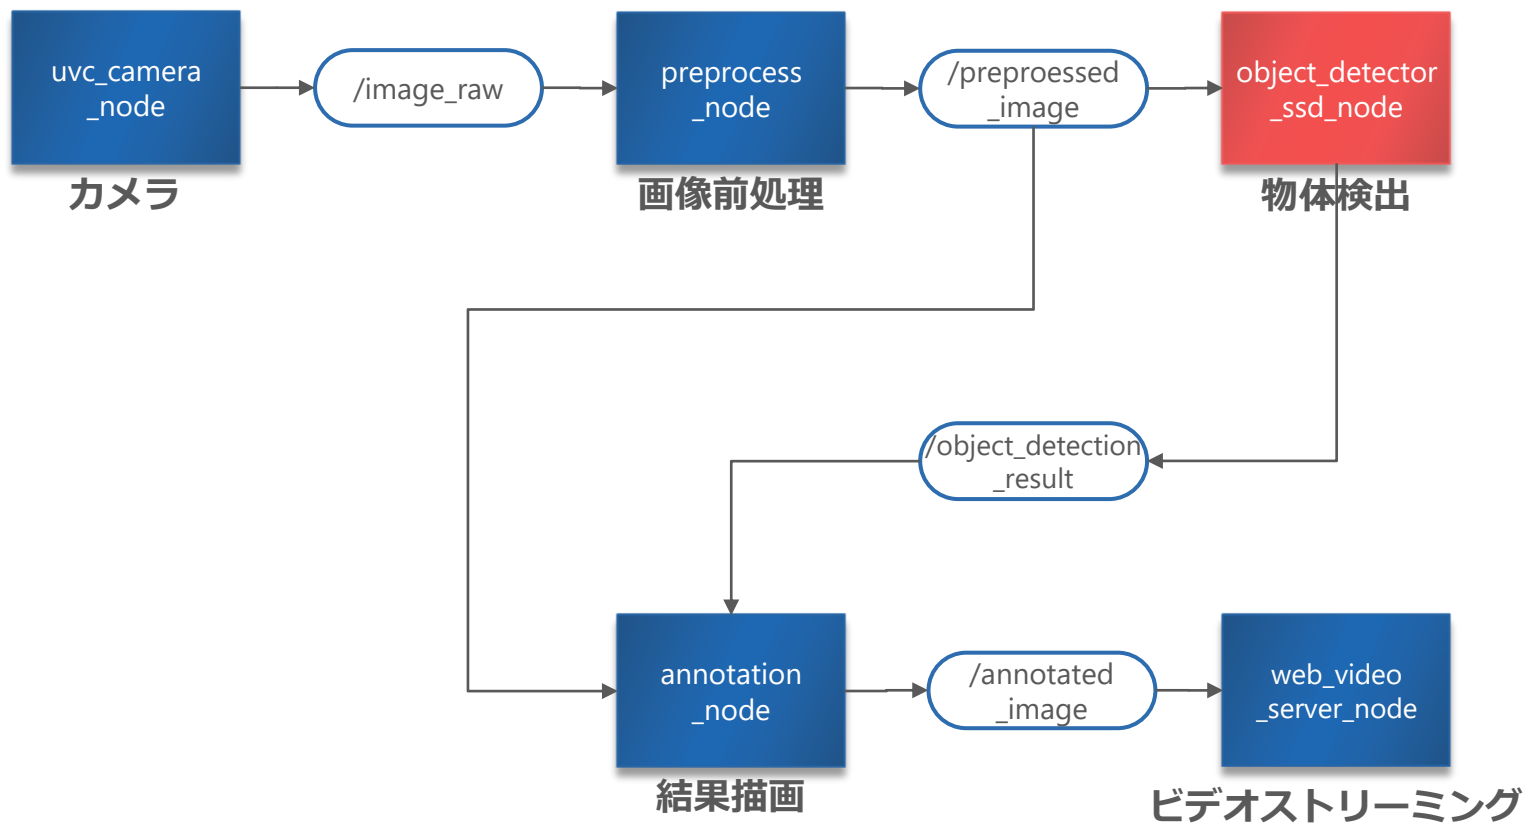 uvc_camera
_node
カメラ
/image_raw
preprocess
_node
画像前処理
/preproessed
_image
object_detector
_ssd_node
物体検出
/object_detection
_result
annotation
_node
結果描画
/annotated
_image
web_video
_server_node
ビデオストリーミング